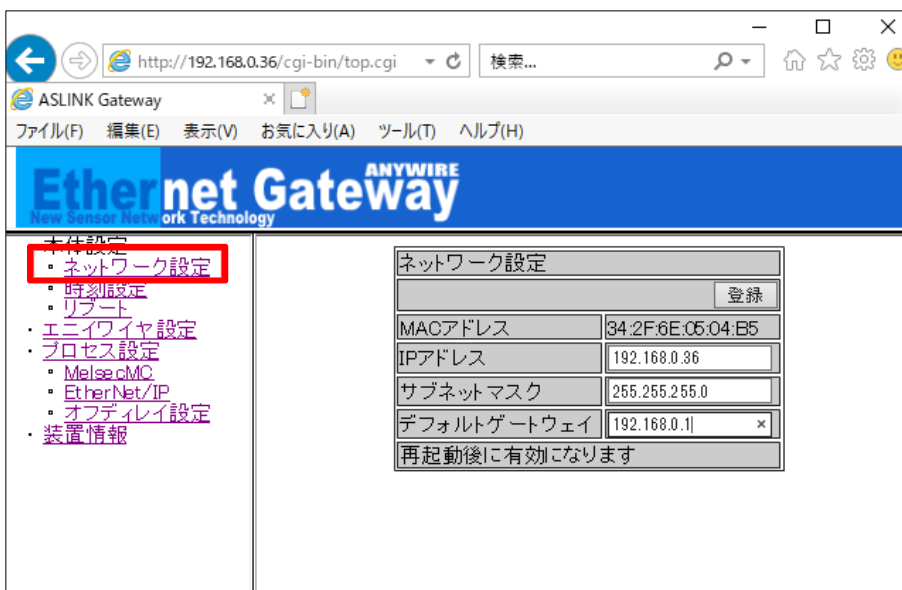 http://192.168.0.36/cgi-bin/top.cgi
検索...
ASLINK Gateway
ファイル(F) 編集(E) 表示(V) お気に入り(A) ツール(T) ヘルプ(H)
ANYWIRE
Ethernet Gateway
New Sensor Network Technology
本体設定
ネットワーク設定
時刻設定
リブート
エニイワイヤ設定
プロセス設定
MelsecMC
EtherNet/IP
オフディレイ設定
装置情報
ネットワーク設定
登録
MACアドレス 34:2F:6E:05:04:B5
IPアドレス 192.168.0.36
サブネットマスク 255.255.255.0
デフォルトゲートウェイ 192.168.0.1
再起動後に有効になります